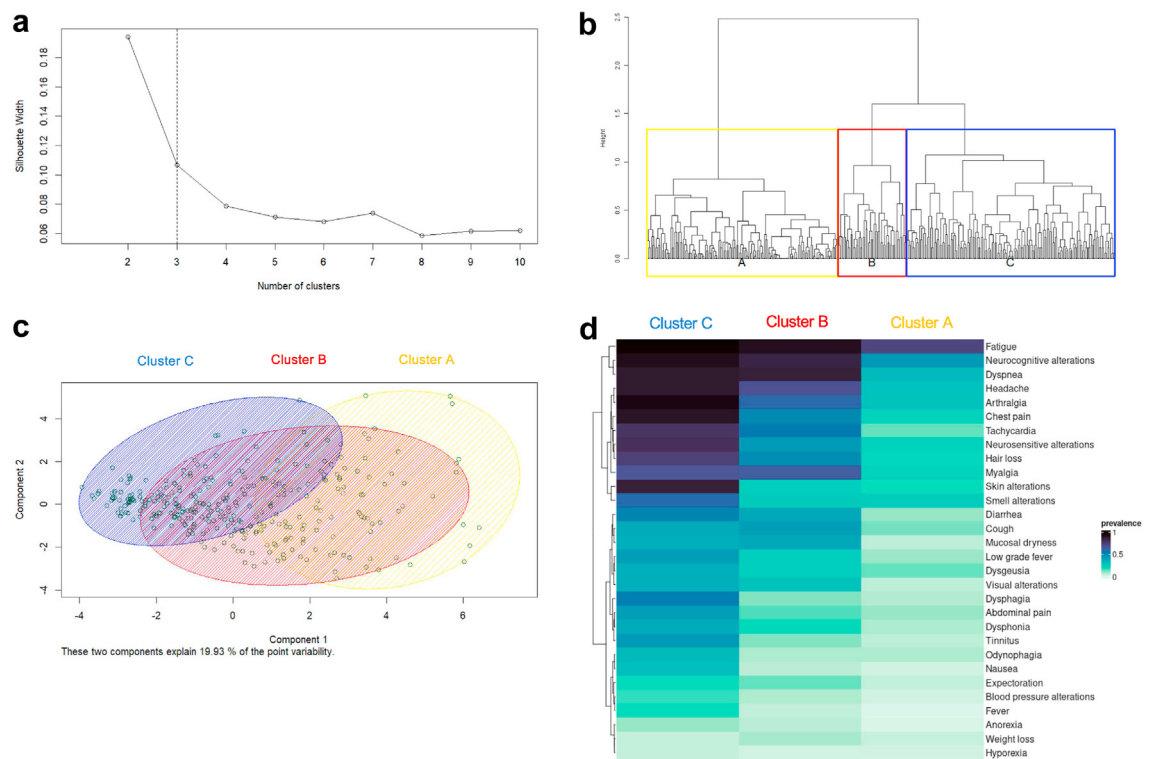 a
0.18
0.16
0.14
0.12
0.10
0.08
0.06
Silhouette Width
2 3 4 5 6 7 8 9 10
Number of clusters
b
2.5
2.0
1.5
1.0
0.5
0.0
Height
A B C
c
Cluster C Cluster B Cluster A
4
2
0
-2
-4
Component 2
-4 -2 0 2 4 6
Component 1
These two components explain 19.93 % of the point variability.
d
Cluster C Cluster B Cluster A
Fatigue
Neurocognitive alterations
Dyspnea
Headache
Arthralgia
Chest pain
Tachycardia
Neurosensitive alterations
Hair loss
Myalgia
Skin alterations
Smell alterations
Diarrhea
Cough
Mucosal dryness
Low grade fever
Dysgeusia
Visual alterations
Dysphagia
Abdominal pain
Dysphonia
Tinnitus
Odynophagia
Nausea
Expectoration
Blood pressure alterations
Fever
Anorexia
Weight loss
Hyporexia
prevalence
1
0.5
0